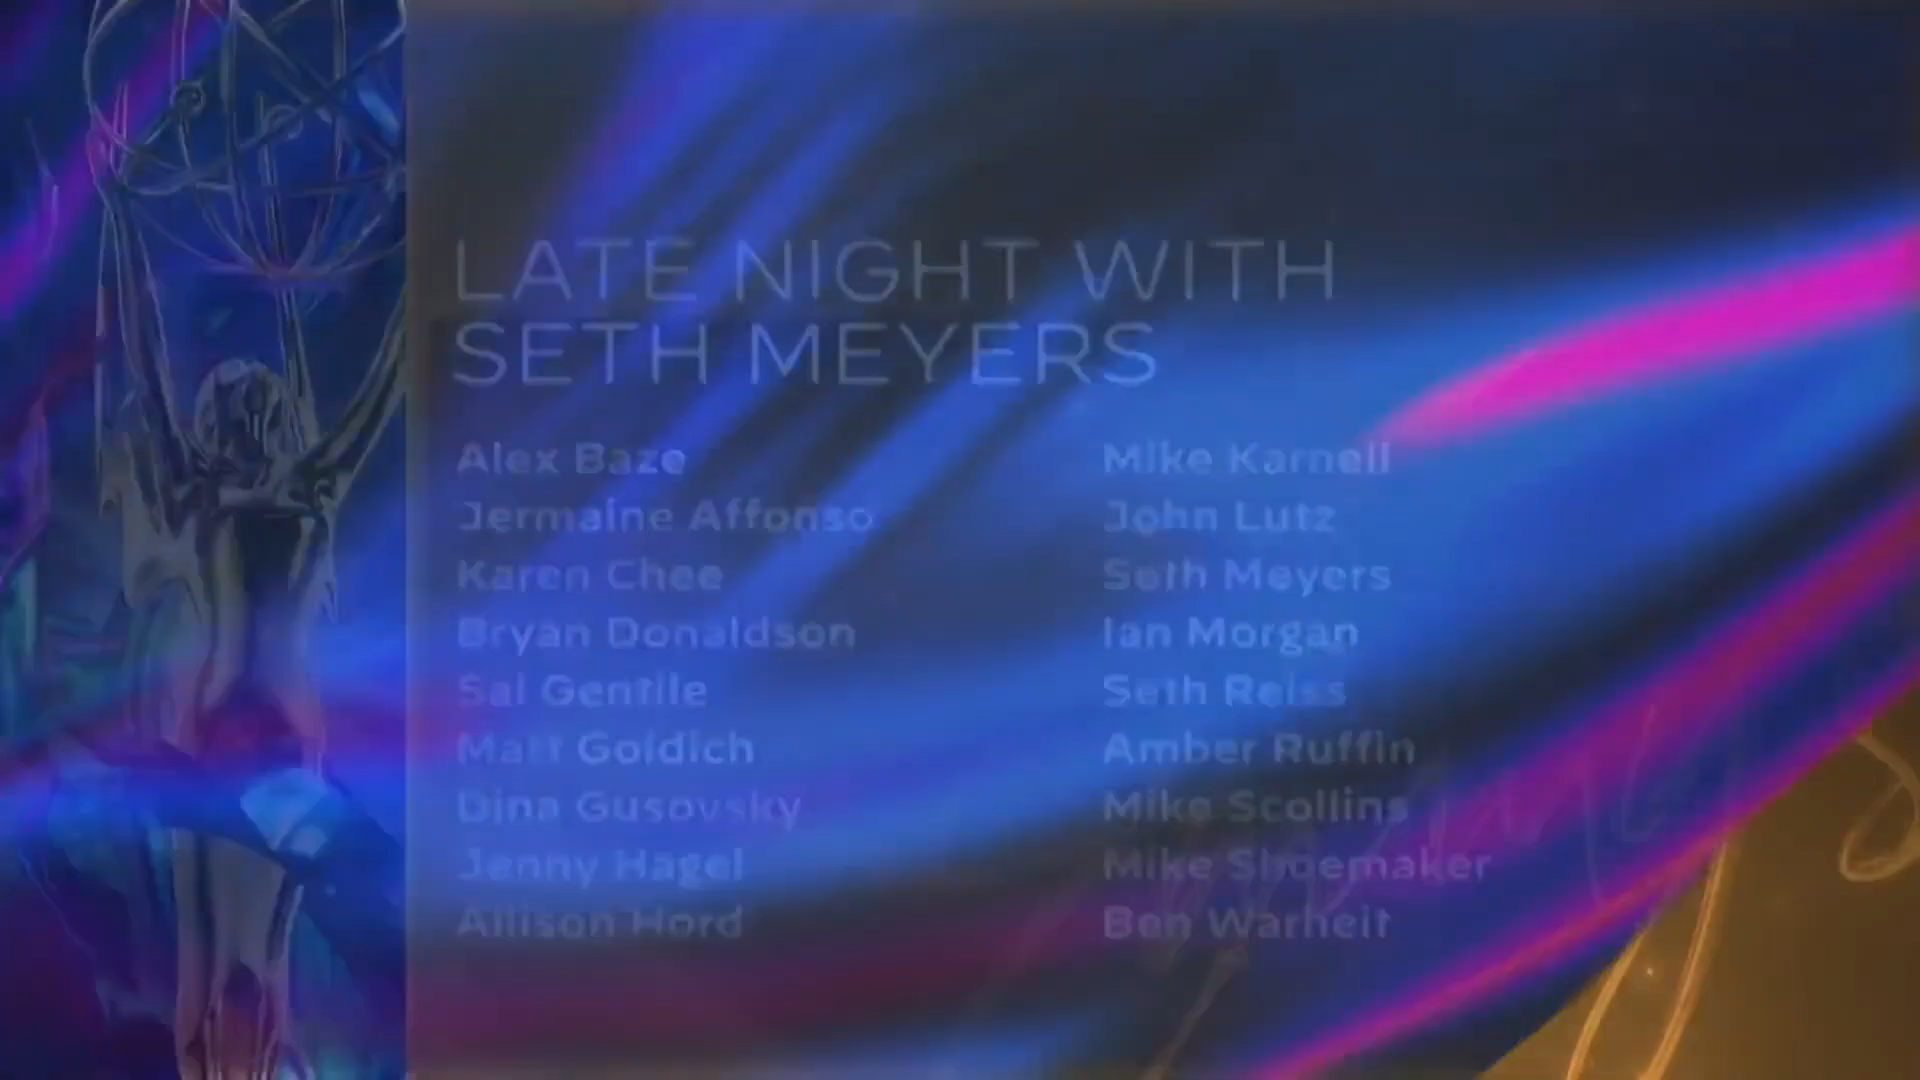 LATE NIGHT WITH
SETH MEYERS
Alex Baze
Jermaine Affonso
Karen Chee
Bryan Donaldson
Sal Gentile
Matt Goldich
Dina Gusovsky
Jenny Hagel
Allison Hord
Mike Karnell
John Lutz
Seth Meyers
Ian Morgan
Seth Reiss
Amber Ruffin
Mike Scollins
Mike Shoemaker
Ben Warheit